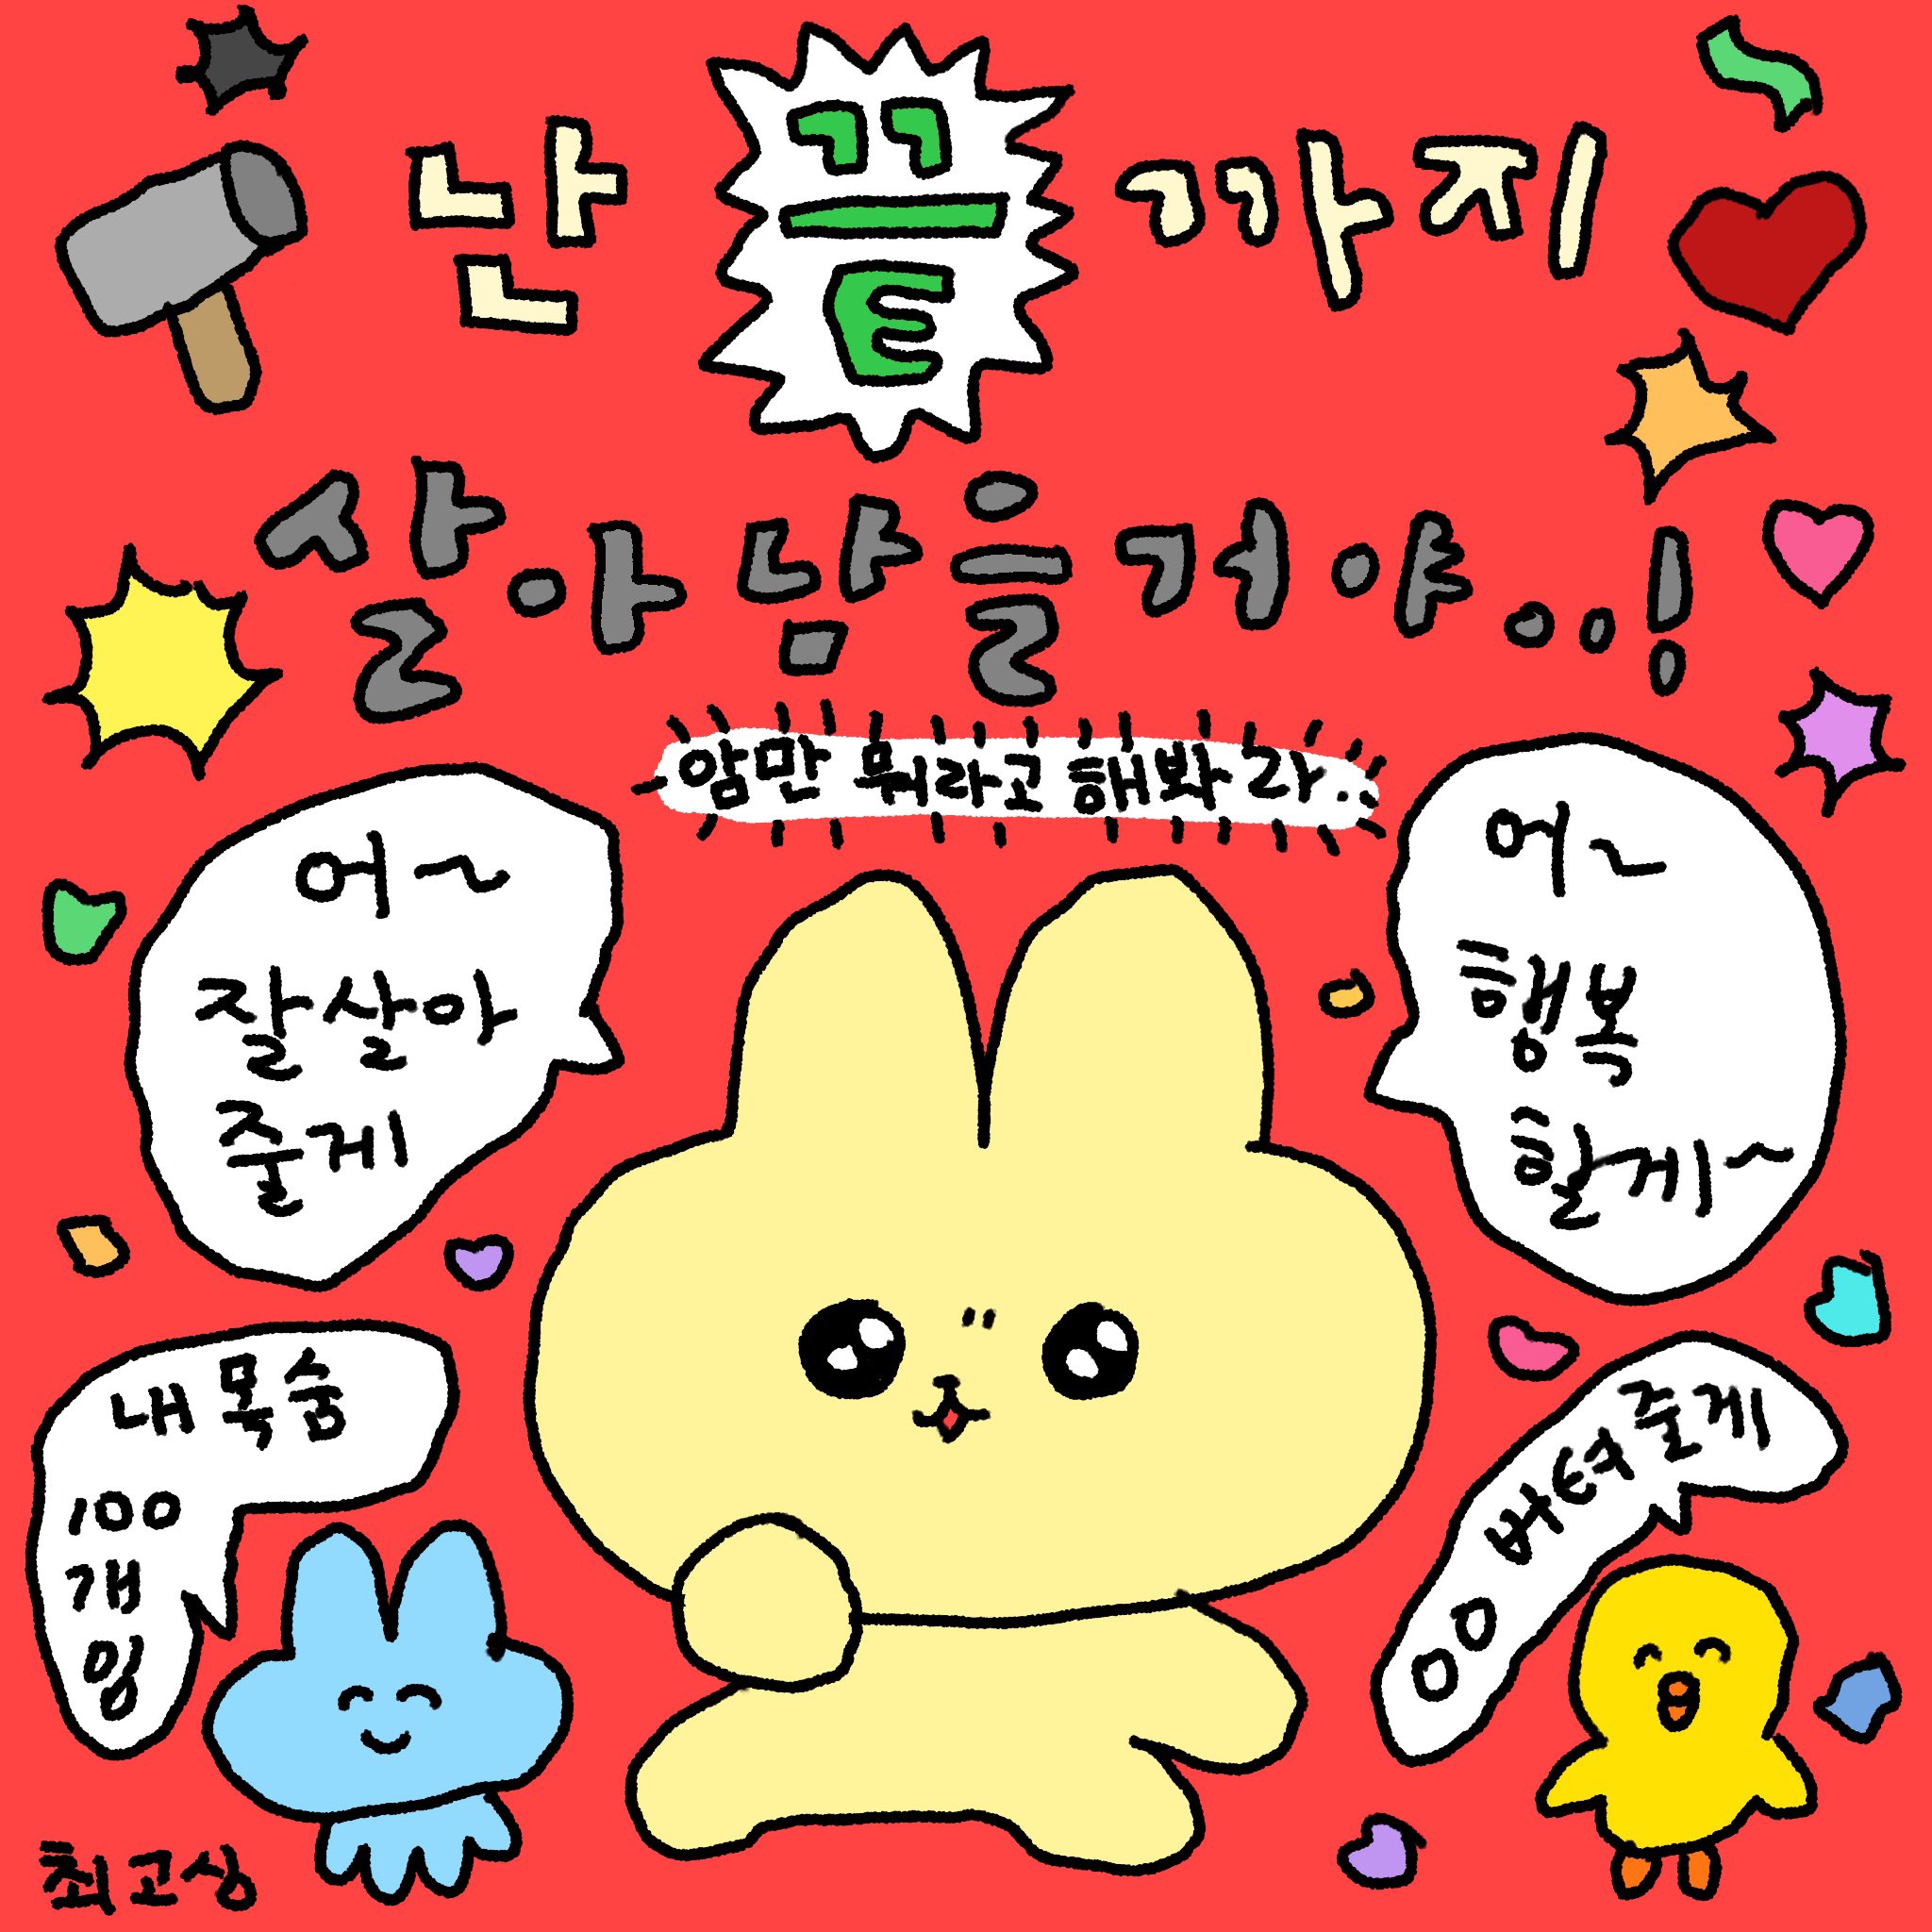 난 끝까지
살아남을거야..!
암만 뭐라고 해봐라..
어~
잘살아
줄게
어~
행복
할게~
내 목숨
100
개
임
버텨줄게
ㅇㅇ
최고심